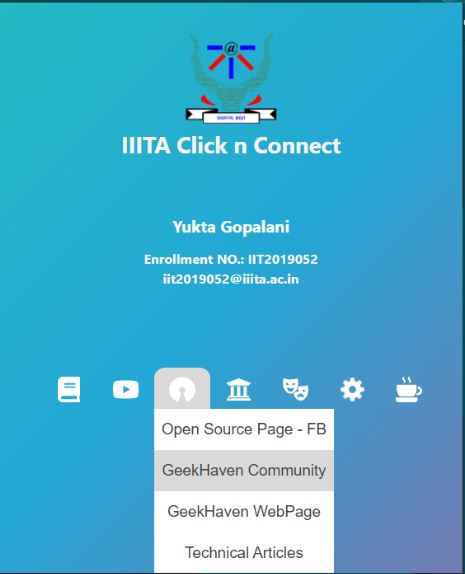 @
IIITA Click n Connect
Yukta Gopalani
Enrollment NO.: IIT2019052
iit2019052@iiita.ac.in
Open Source Page - FB
GeekHaven Community
GeekHaven WebPage
Technical Articles